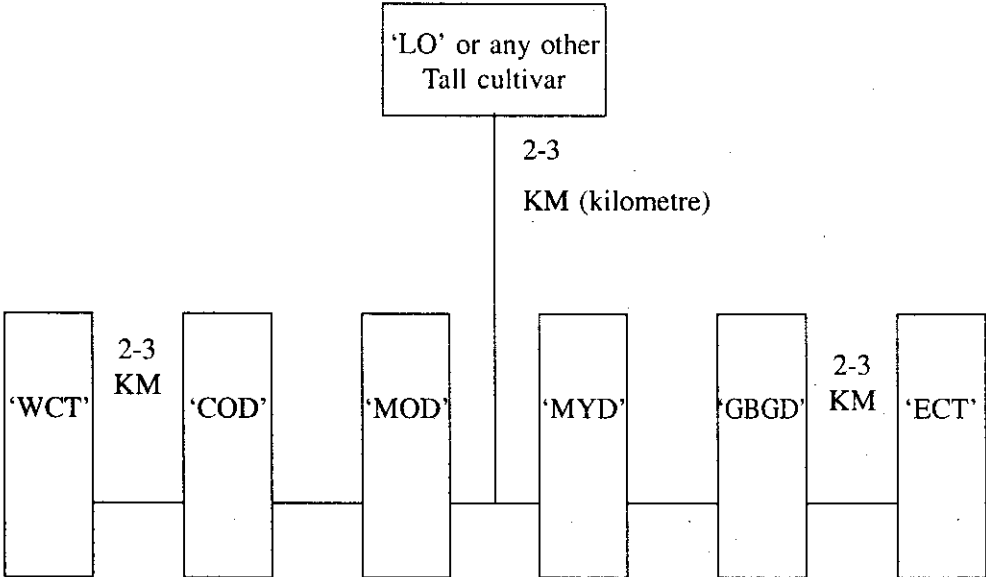 ‘LO’ or any other
Tall cultivar
2-3
KM (kilometre)
2-3
KM
2-3
KM
‘WCT’
‘COD’
‘MOD’
‘MYD’
‘GBGD’
‘ECT’